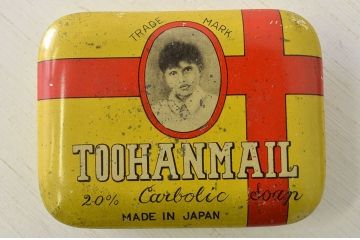 TRADE MARK
TOOHANMAIL
20% Carbolic Soap
MADE IN JAPAN